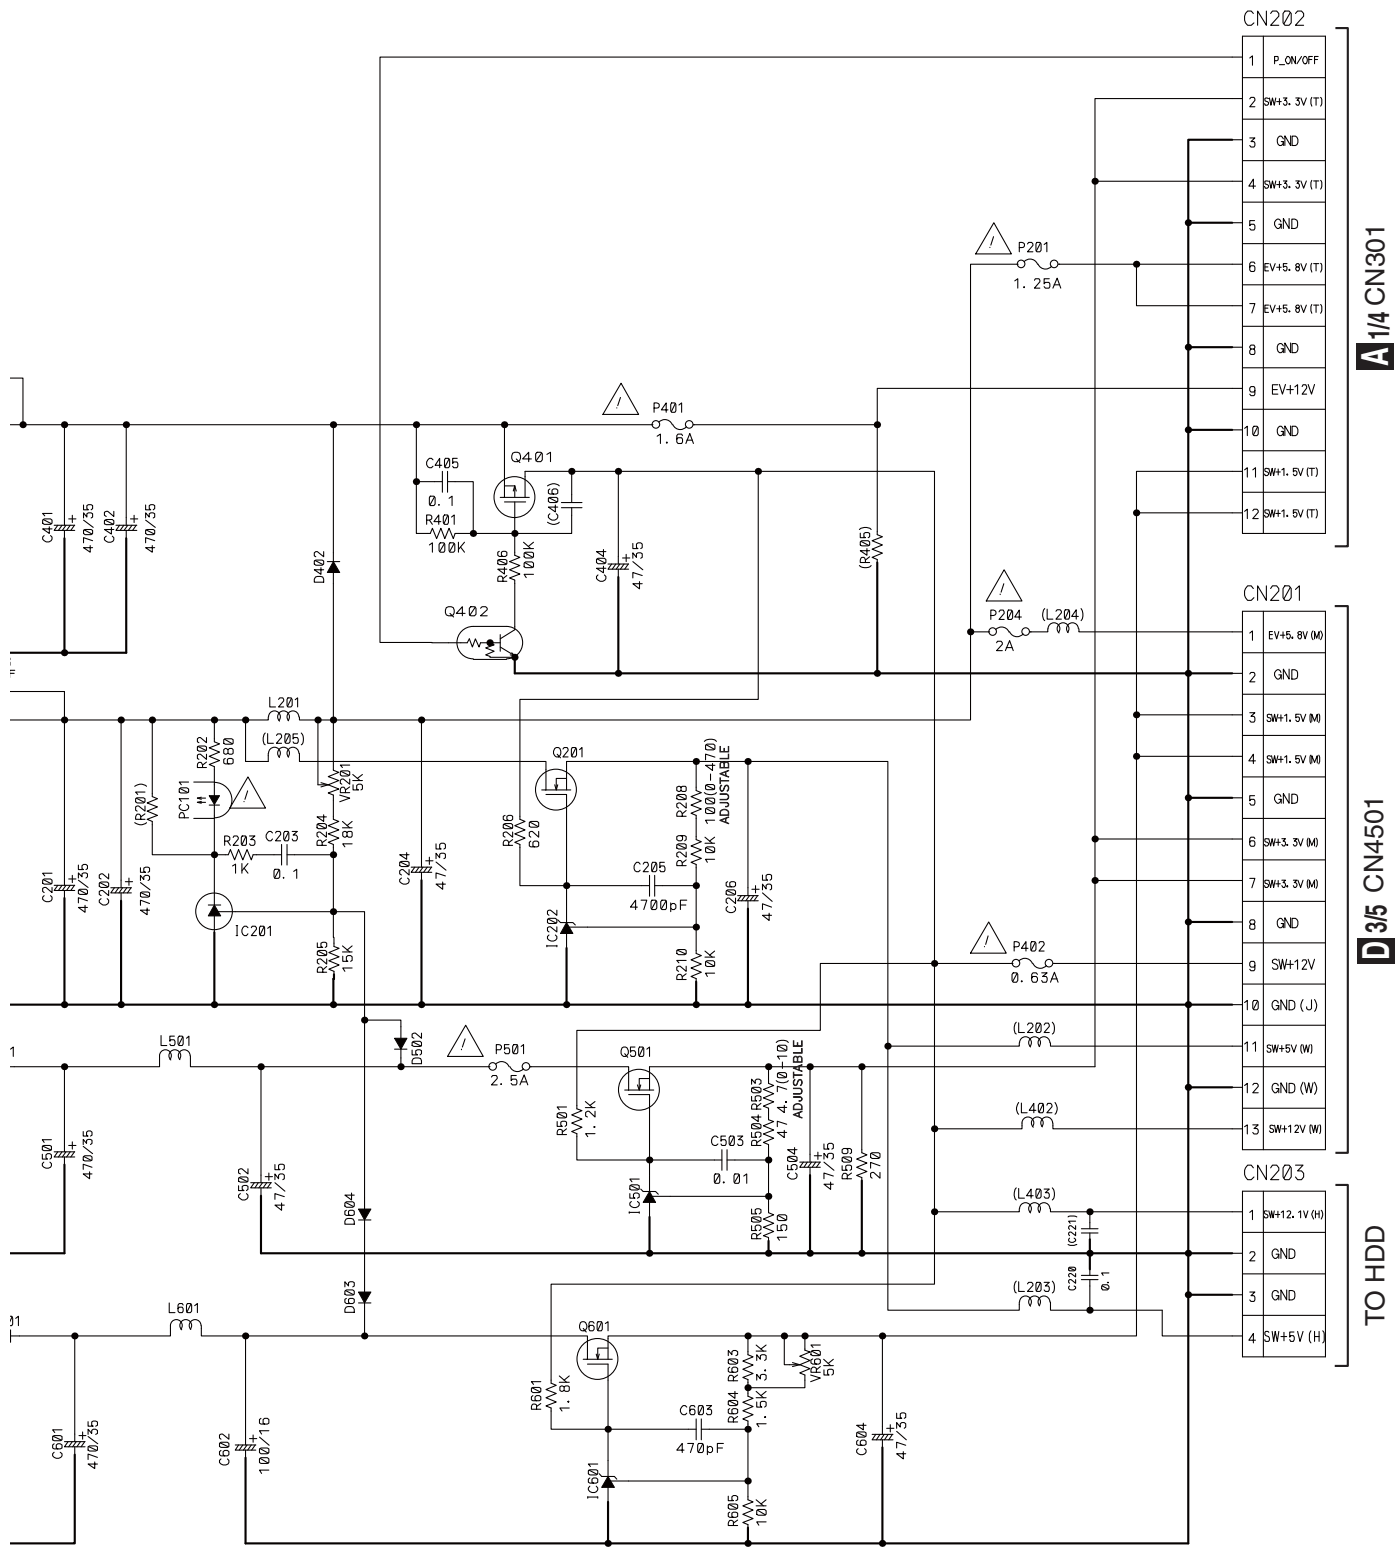 CN202
1 P_ON/OFF
2 SW+3.3V(T)
3 GND
4 SW+3.3V(T)
5 GND
6 EV+5.8V(T)
7 EV+5.8V(T)
8 GND
9 EV+12V
10 GND
11 SW+1.5V(T)
12 SW+1.5V(T)
A 1/4 CN301
P201
1.25A
P401
1.6A
C401
470/35
C402
470/35
D402
C405
0.1
R401
100K
Q401
(C406)
R406
100K
C404
47/35
(R405)
Q402
P204
2A
(L204)
CN201
1 EV+5.8V(M)
2 GND
3 SW+1.5V(M)
4 SW+1.5V(M)
5 GND
6 SW+3.3V(M)
7 SW+3.3V(M)
8 GND
9 SW+12V
10 GND(J)
11 SW+5V(W)
12 GND(W)
13 SW+12V(W)
D 3/5 CN4501
L201
(L205)
R202
680
(R201)
PC101
VR201
5K
R203
1K
C203
0.1
R204
18K
C201
470/35
C202
470/35
IC201
R205
15K
C204
47/35
Q201
R206
620
R208
100(0-470)
ADJUSTABLE
R209
10K
C205
4700pF
C206
47/35
IC202
R210
10K
P402
0.63A
(L202)
(L402)
1
L501
D502
P501
2.5A
Q501
R501
1.2K
R503
4.7(0-10)
ADJUSTABLE
R504
47
C503
0.01
C504
47/35
R509
270
C501
470/35
C502
47/35
IC501
R505
150
D604
D603
CN203
1 SW+12.1V(H)
2 GND
3 GND
4 SW+5V(H)
TO HDD
(L403)
(C221)
C220
0.1
(L203)
01
L601
Q601
R601
1.8K
R603
3.3K
VR601
5K
R604
1.5K
C603
470pF
C604
47/35
C601
470/35
C602
100/16
IC601
R605
10K